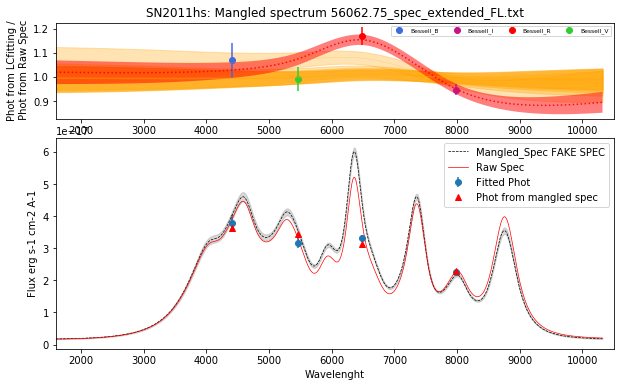 SN2011hs: Mangled spectrum 56062.75_spec_extended_FL.txt
Phot from LCfitting /
Phot from Raw Spec
1.2
1.1
1.0
0.9
Bessell_B
Bessell_I
Bessell_R
Bessell_V
2000 3000 4000 5000 6000 7000 8000 9000 10000
1e−17
Flux erg s-1 cm-2 A-1
6
5
4
3
2
1
0
Mangled_Spec FAKE SPEC
Raw Spec
Fitted Phot
Phot from mangled spec
2000 3000 4000 5000 6000 7000 8000 9000 10000
Wavelenght